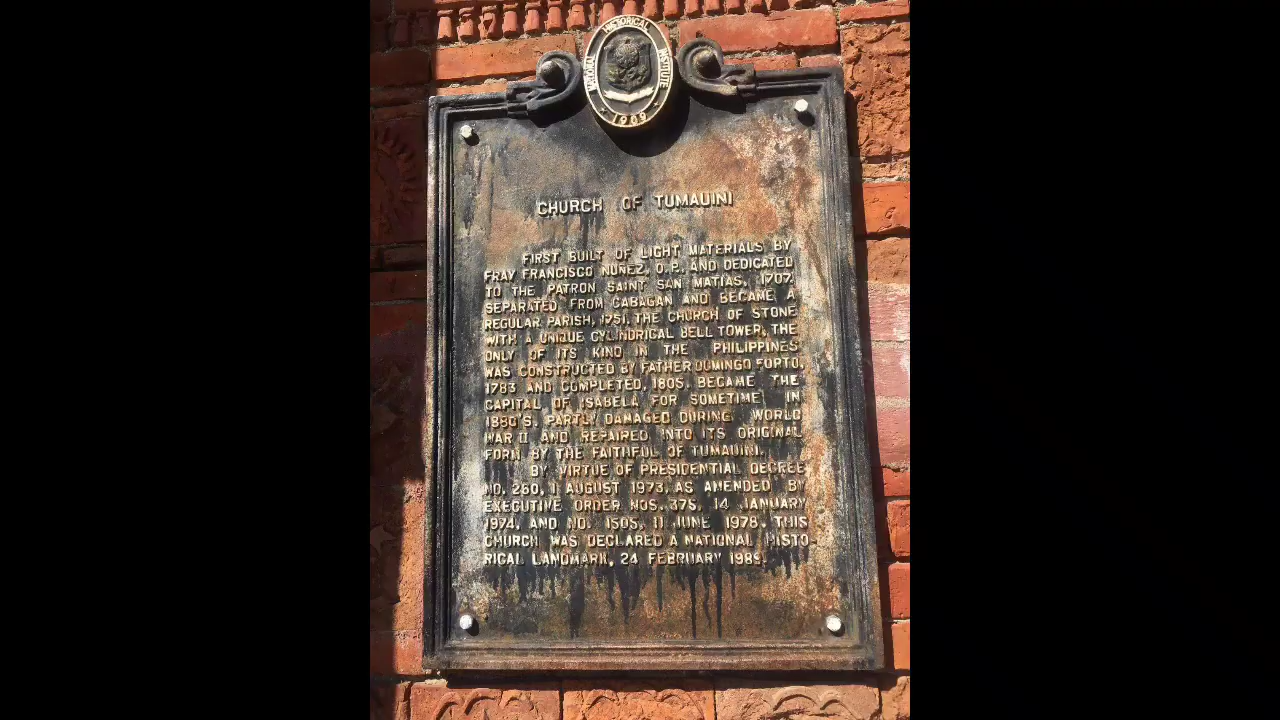 NATIONAL HISTORICAL INSTITUTE
1909
CHURCH OF TUMAUINI
FIRST BUILT OF LIGHT MATERIALS BY
FRAY FRANCISCO NUÑEZ, O.P., AND DEDICATED
TO THE PATRON SAINT SAN MATIAS, 1707.
SEPARATED FROM CABAGAN AND BECAME A
REGULAR PARISH, 1751. THE CHURCH OF STONE
WITH A UNIQUE CYLINDRICAL BELL TOWER, THE
ONLY OF ITS KIND IN THE PHILIPPINES
WAS CONSTRUCTED BY FATHER DOMINGO FORTO,
1783 AND COMPLETED, 1805. BECAME THE
CAPITAL OF ISABELA FOR SOMETIME IN
1880'S. PARTLY DAMAGED DURING WORLD
WAR II AND REPAIRED INTO ITS ORIGINAL
FORM BY THE FAITHFUL OF TUMAUINI.
BY VIRTUE OF PRESIDENTIAL DECREE
NO. 260, 1 AUGUST 1973, AS AMENDED BY
EXECUTIVE ORDER NOS. 375, 14 JANUARY
1974, AND NO. 1505, 11 JUNE 1978. THIS
CHURCH WAS DECLARED A NATIONAL HISTO-
RICAL LANDMARK, 24 FEBRUARY 1989.